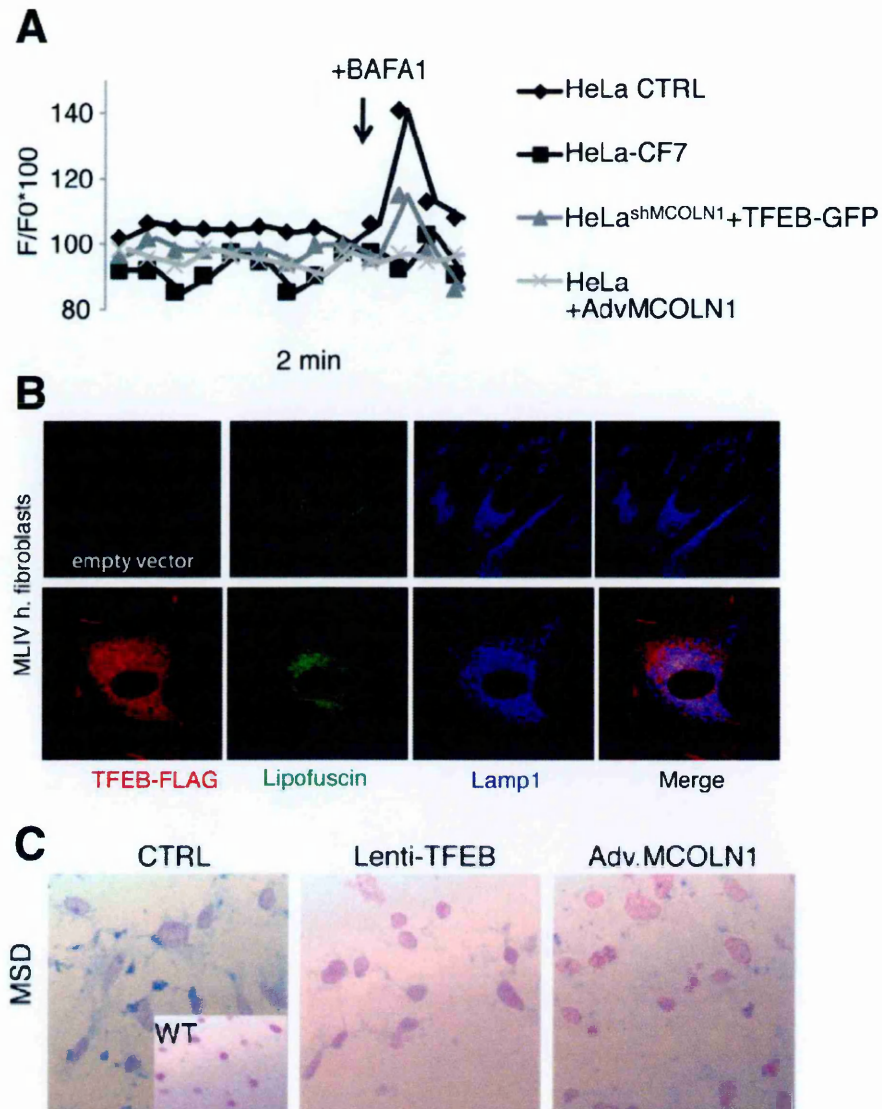 A
+BAFA1
140
120
100
80
F/F0*100
2 min
HeLa CTRL
HeLa-CF7
HeLashMCOLN1+TFEB-GFP
HeLa
+AdvMCOLN1
B
MLIV h. fibroblasts
empty vector
TFEB-FLAG
Lipofuscin
Lamp1
Merge
C
CTRL
Lenti-TFEB
Adv.MCOLN1
MSD
WT